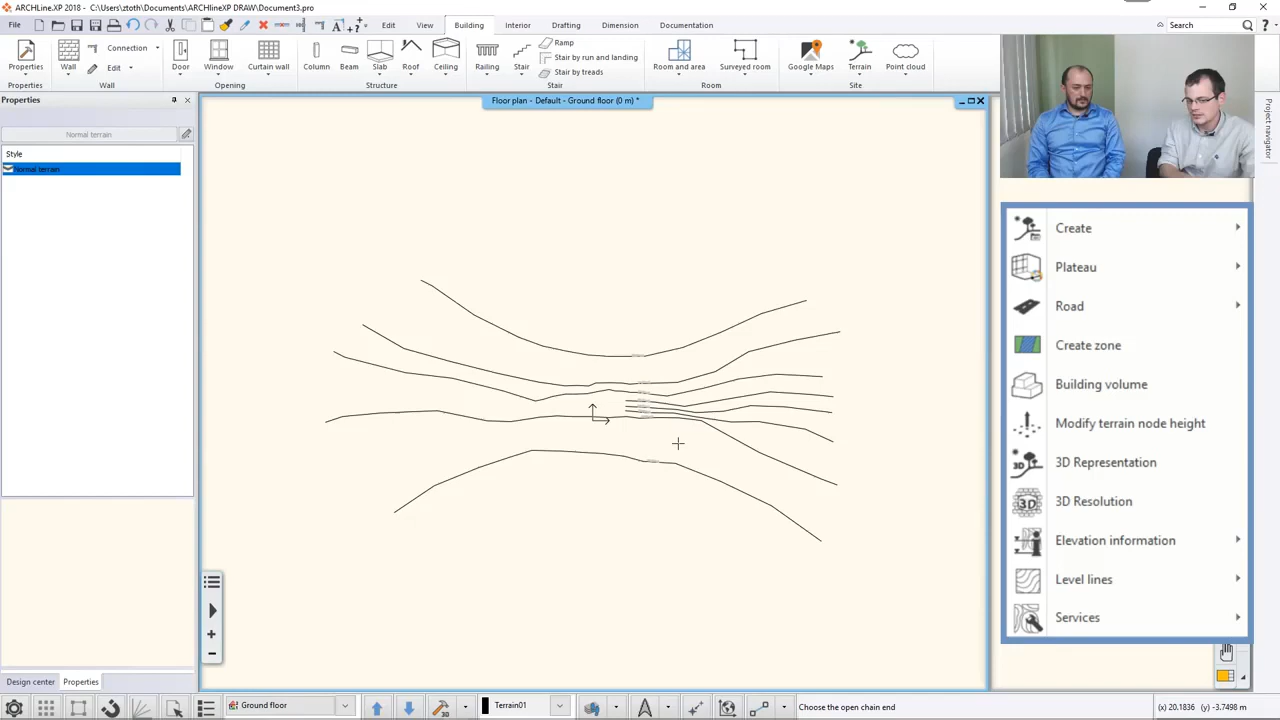 ARCHLine.XP 2018 - C:\Users\ztoth\Documents\ARCHlineXP DRAW\Document3.pro
File
Edit
View
Building
Interior
Drafting
Dimension
Documentation
Search
Properties
Wall
Connection
Edit
Door
Window
Curtain wall
Column
Beam
Slab
Roof
Ceiling
Railing
Stair
Ramp
Stair by run and landing
Stair by treads
Room and area
Surveyed room
Google Maps
Terrain
Point cloud
Properties
Wall
Opening
Structure
Stair
Room
Site
Properties
Normal terrain
Style
Normal terrain
Floor plan - Default - Ground floor (0 m) *
Project navigator
Create
Plateau
Road
Create zone
Building volume
Modify terrain node height
3D Representation
3D Resolution
Elevation information
Level lines
Services
Design center
Properties
Ground floor
Terrain01
Choose the open chain end
(x) 20.1836 (y) -3.7498 m